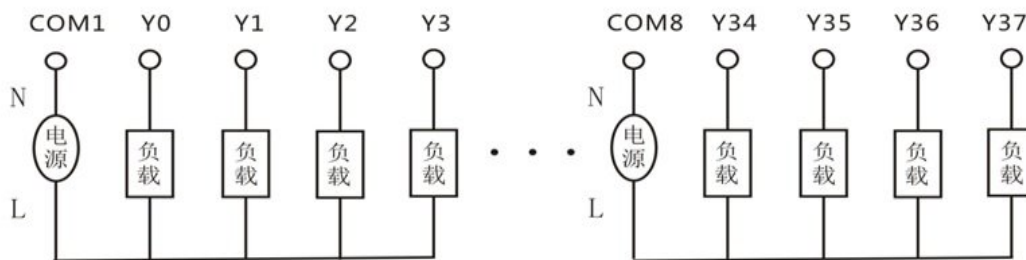 COM1 Y0 Y1 Y2 Y3 COM8 Y34 Y35 Y36 Y37
N N
电源 负载 负载 负载 负载 · · · 电源 负载 负载 负载 负载
L L